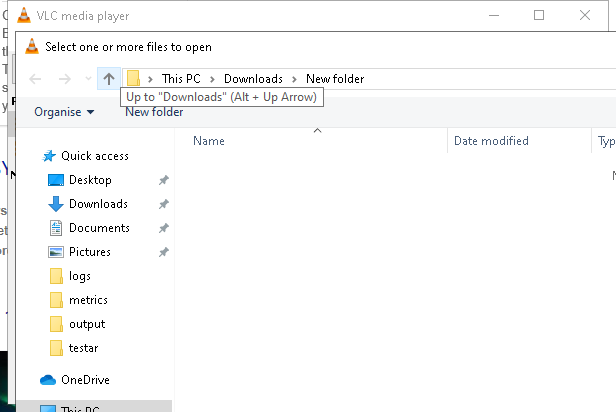 VLC media player
Select one or more files to open
This PC > Downloads > New folder
Up to "Downloads" (Alt + Up Arrow)
Organise New folder
Name Date modified Typ
Quick access
Desktop
Downloads
Documents
Pictures
logs
metrics
output
testar
OneDrive
This PC